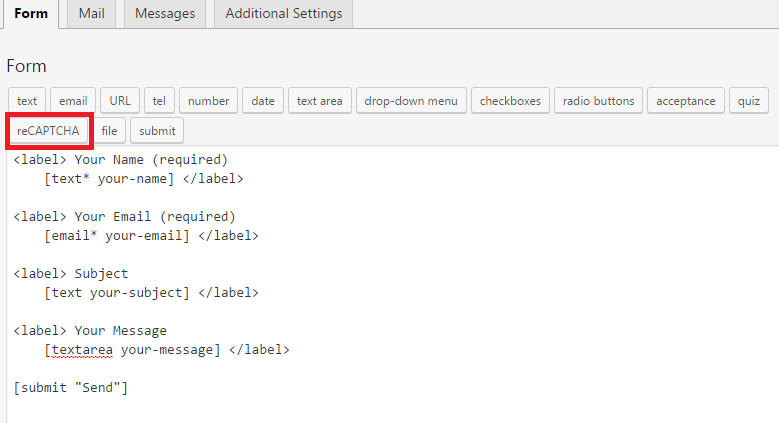 Form Mail Messages Additional Settings
Form
text email URL tel number date text area drop-down menu checkboxes radio buttons acceptance quiz
reCAPTCHA file submit
<label> Your Name (required)
    [text* your-name] </label>
<label> Your Email (required)
    [email* your-email] </label>
<label> Subject
    [text your-subject] </label>
<label> Your Message
    [textarea your-message] </label>
[submit "Send"]